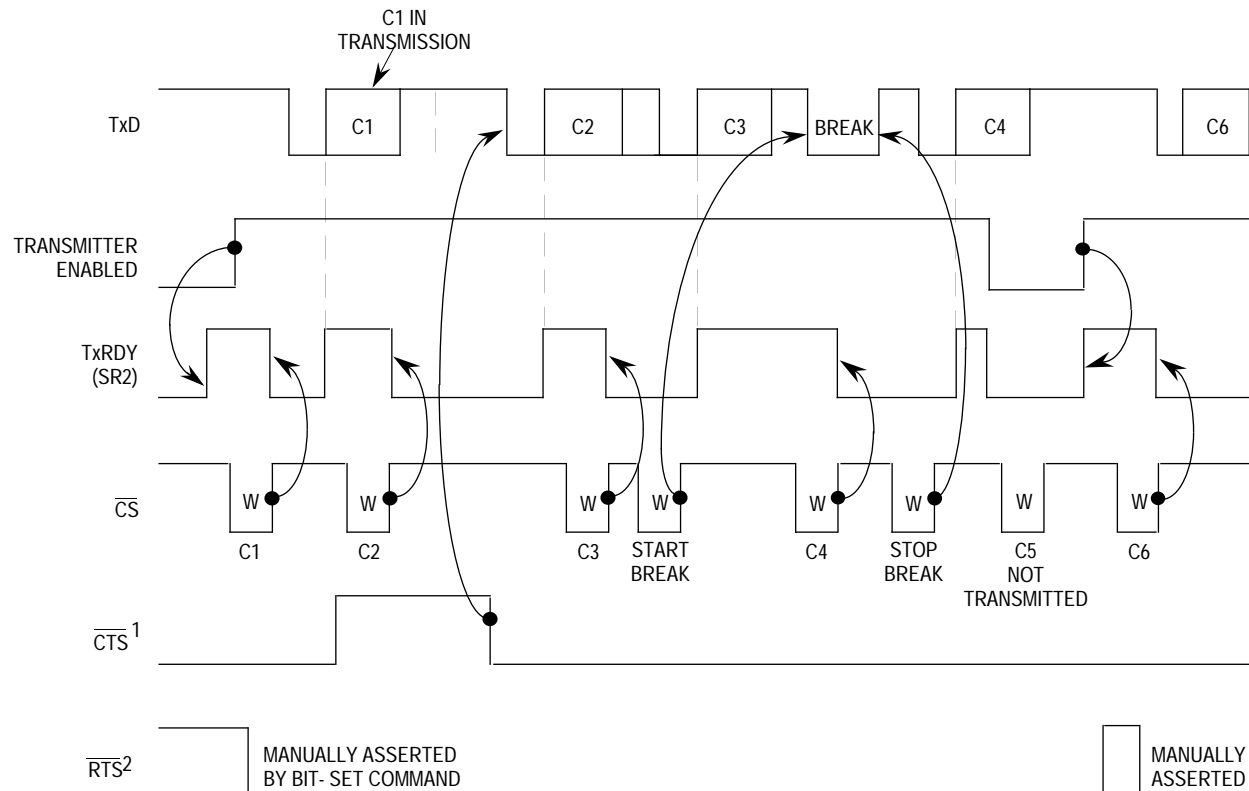 C1 IN
TRANSMISSION
TxD
C1
C2
C3
BREAK
C4
C6
TRANSMITTER
ENABLED
TxRDY
(SR2)
CS
W
W
W
W
W
W
W
W
C1
C2
C3
START
BREAK
C4
STOP
BREAK
C5
NOT
TRANSMITTED
C6
CTS1
RTS2
MANUALLY ASSERTED
BY BIT- SET COMMAND
MANUALLY
ASSERTED